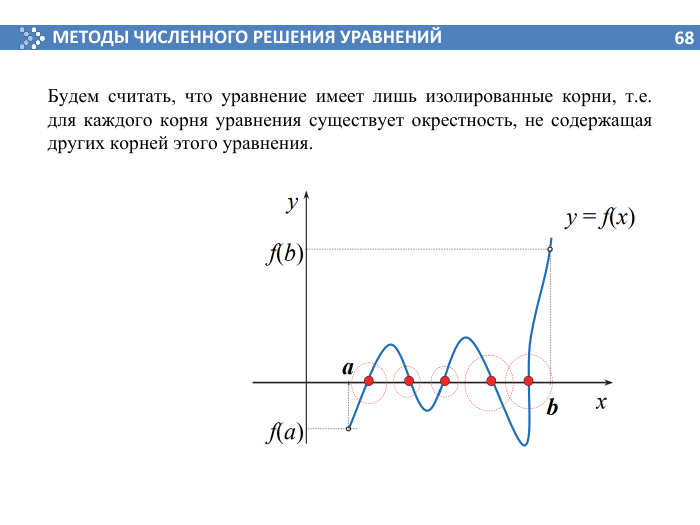 МЕТОДЫ ЧИСЛЕННОГО РЕШЕНИЯ УРАВНЕНИЙ 68
Будем считать, что уравнение имеет лишь изолированные корни, т.е.
для каждого корня уравнения существует окрестность, не содержащая
других корней этого уравнения.
y
y = f(x)
f(b)
a
b
x
f(a)